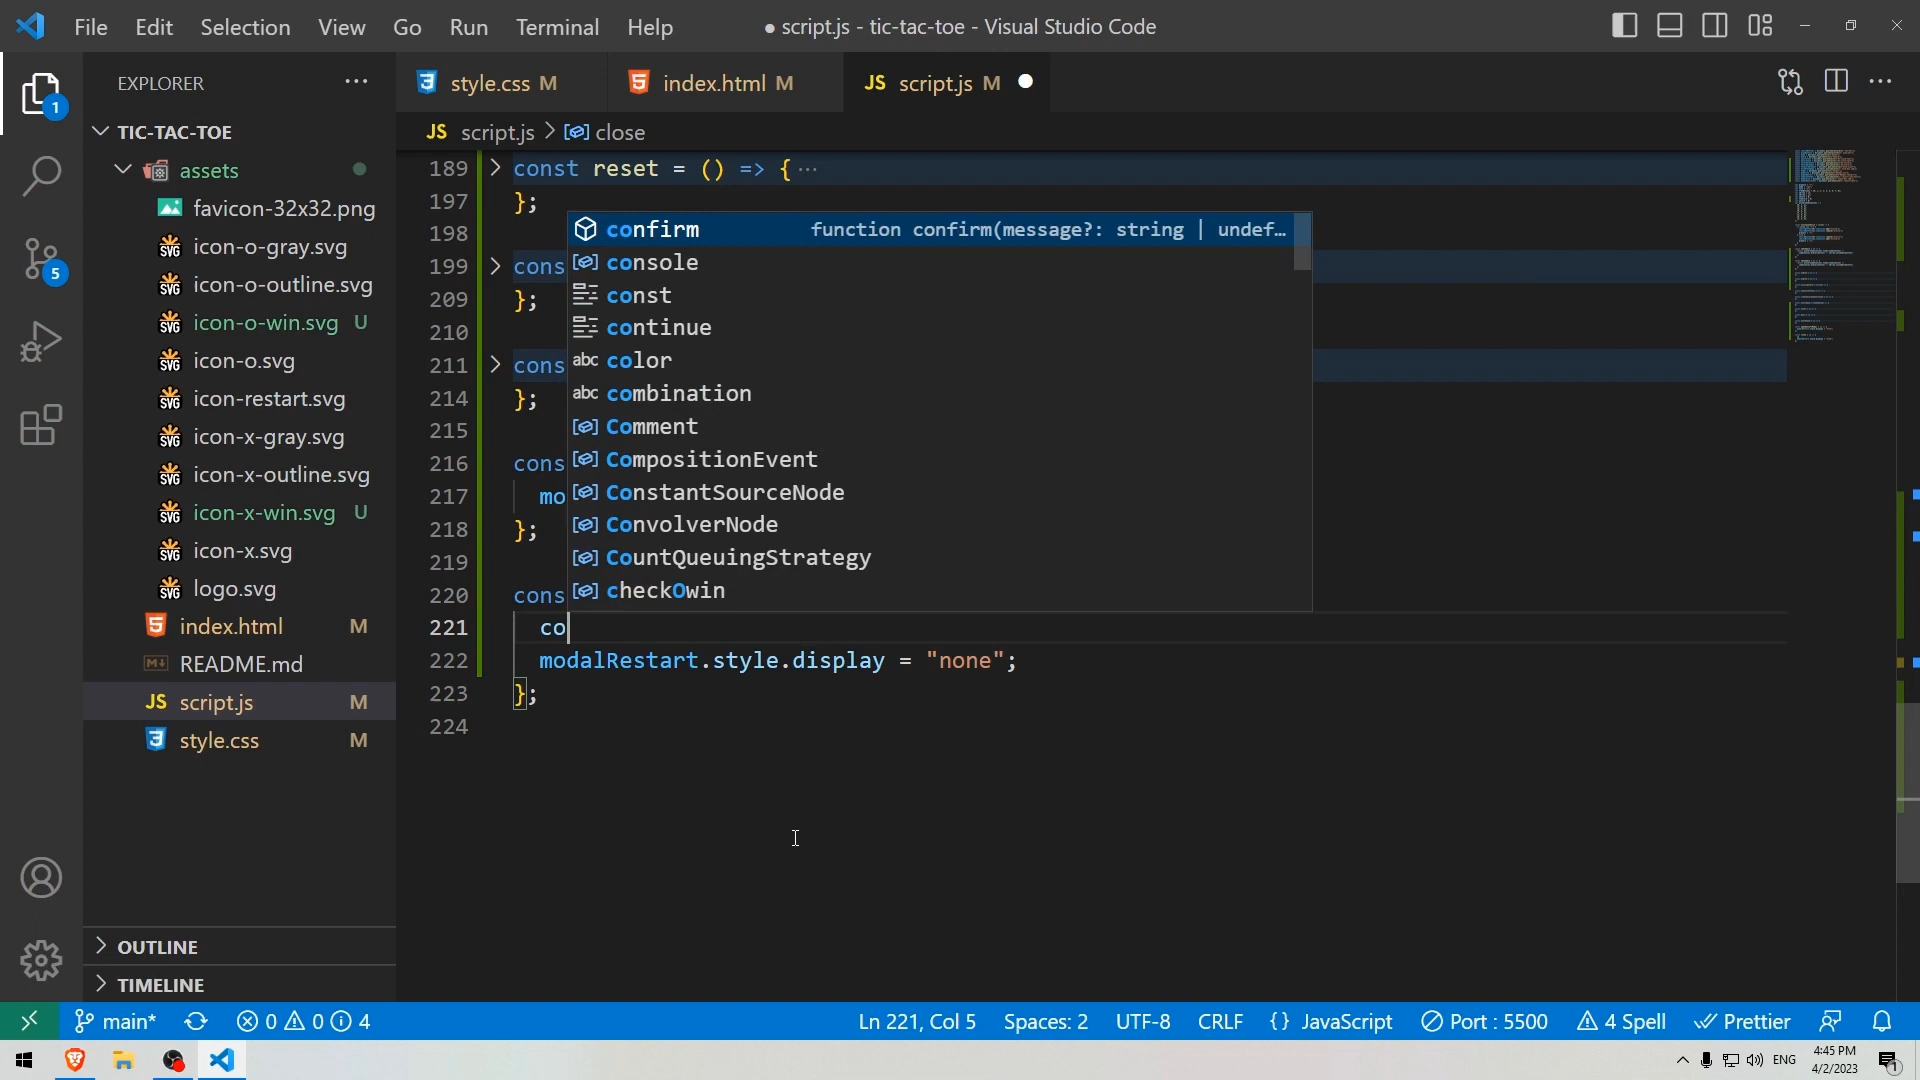 File Edit Selection View Go Run Terminal Help
● script.js - tic-tac-toe - Visual Studio Code
EXPLORER
style.css M
index.html M
JS script.js M
TIC-TAC-TOE
JS script.js > close
assets
favicon-32x32.png
icon-o-gray.svg
icon-o-outline.svg
icon-o-win.svg U
icon-o.svg
icon-restart.svg
icon-x-gray.svg
icon-x-outline.svg
icon-x-win.svg U
icon-x.svg
logo.svg
index.html M
README.md
JS script.js M
style.css M
OUTLINE
TIMELINE
1
5
189 const reset = () => { ···
197 };
198
199 cons
209 };
210
211 cons
214 };
215
216 cons
217 mo
218 };
219
220 cons
221 co
222 modalRestart.style.display = "none";
223 };
224
confirm function confirm(message?: string | undef…
console
const
continue
abc color
abc combination
Comment
CompositionEvent
ConstantSourceNode
ConvolverNode
CountQueuingStrategy
checkOwin
main* 0 0 4 Ln 221, Col 5 Spaces: 2 UTF-8 CRLF {} JavaScript Port : 5500 4 Spell Prettier
ENG 4:45 PM
4/2/2023
1